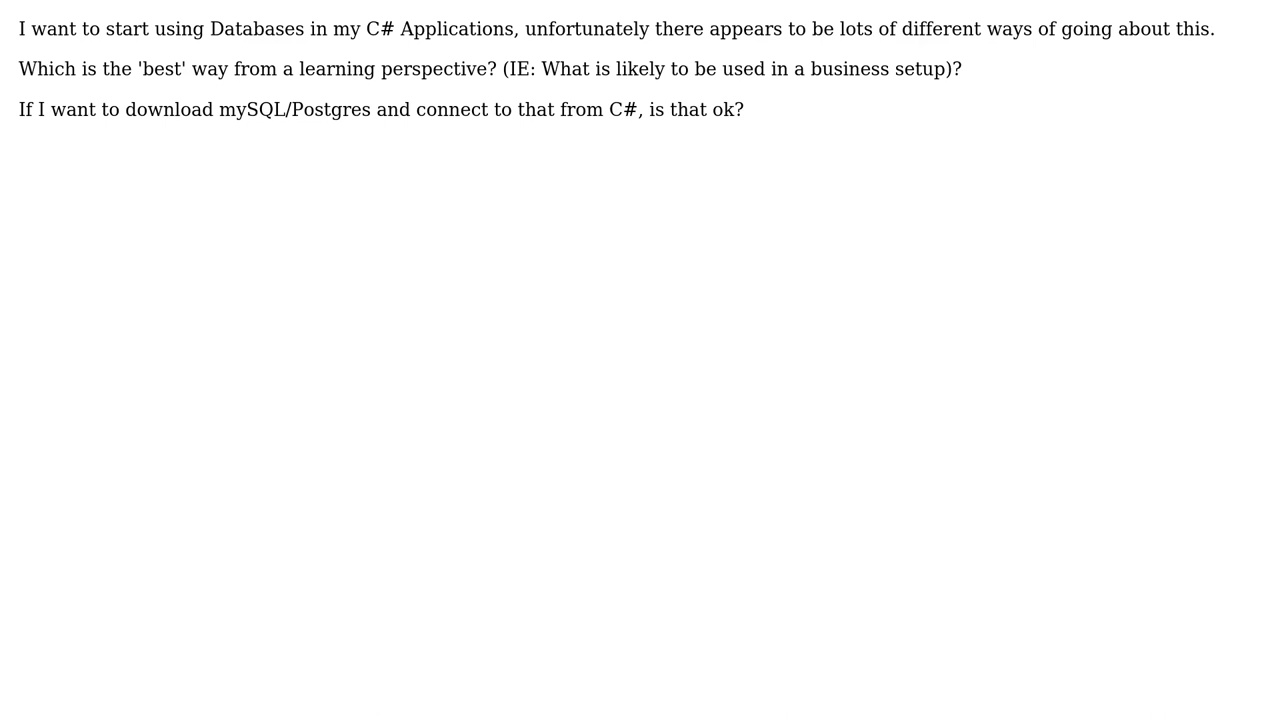 I want to start using Databases in my C# Applications, unfortunately there appears to be lots of different ways of going about this.
Which is the 'best' way from a learning perspective? (IE: What is likely to be used in a business setup)?
If I want to download mySQL/Postgres and connect to that from C#, is that ok?